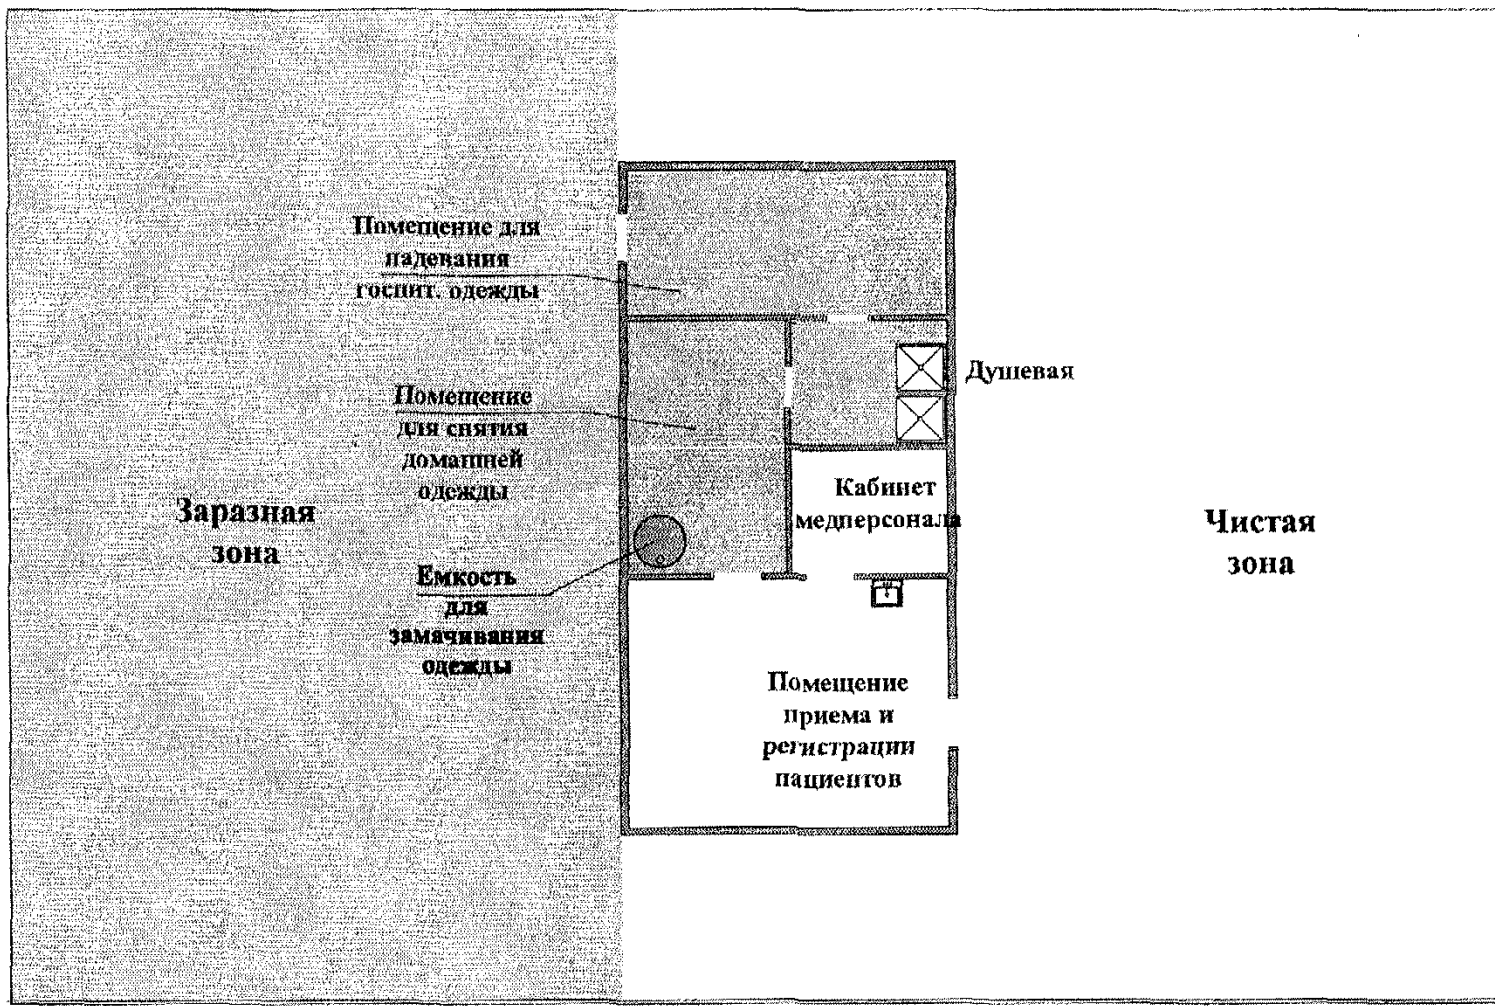 Помещение для
надевания
госпит. одежды
Помещение
для снятия
домашней
одежды
Емкость
для
замачивания
одежды
Заразная
зона
Душевая
Кабинет
медперсонала
Помещение
приема и
регистрации
пациентов
Чистая
зона